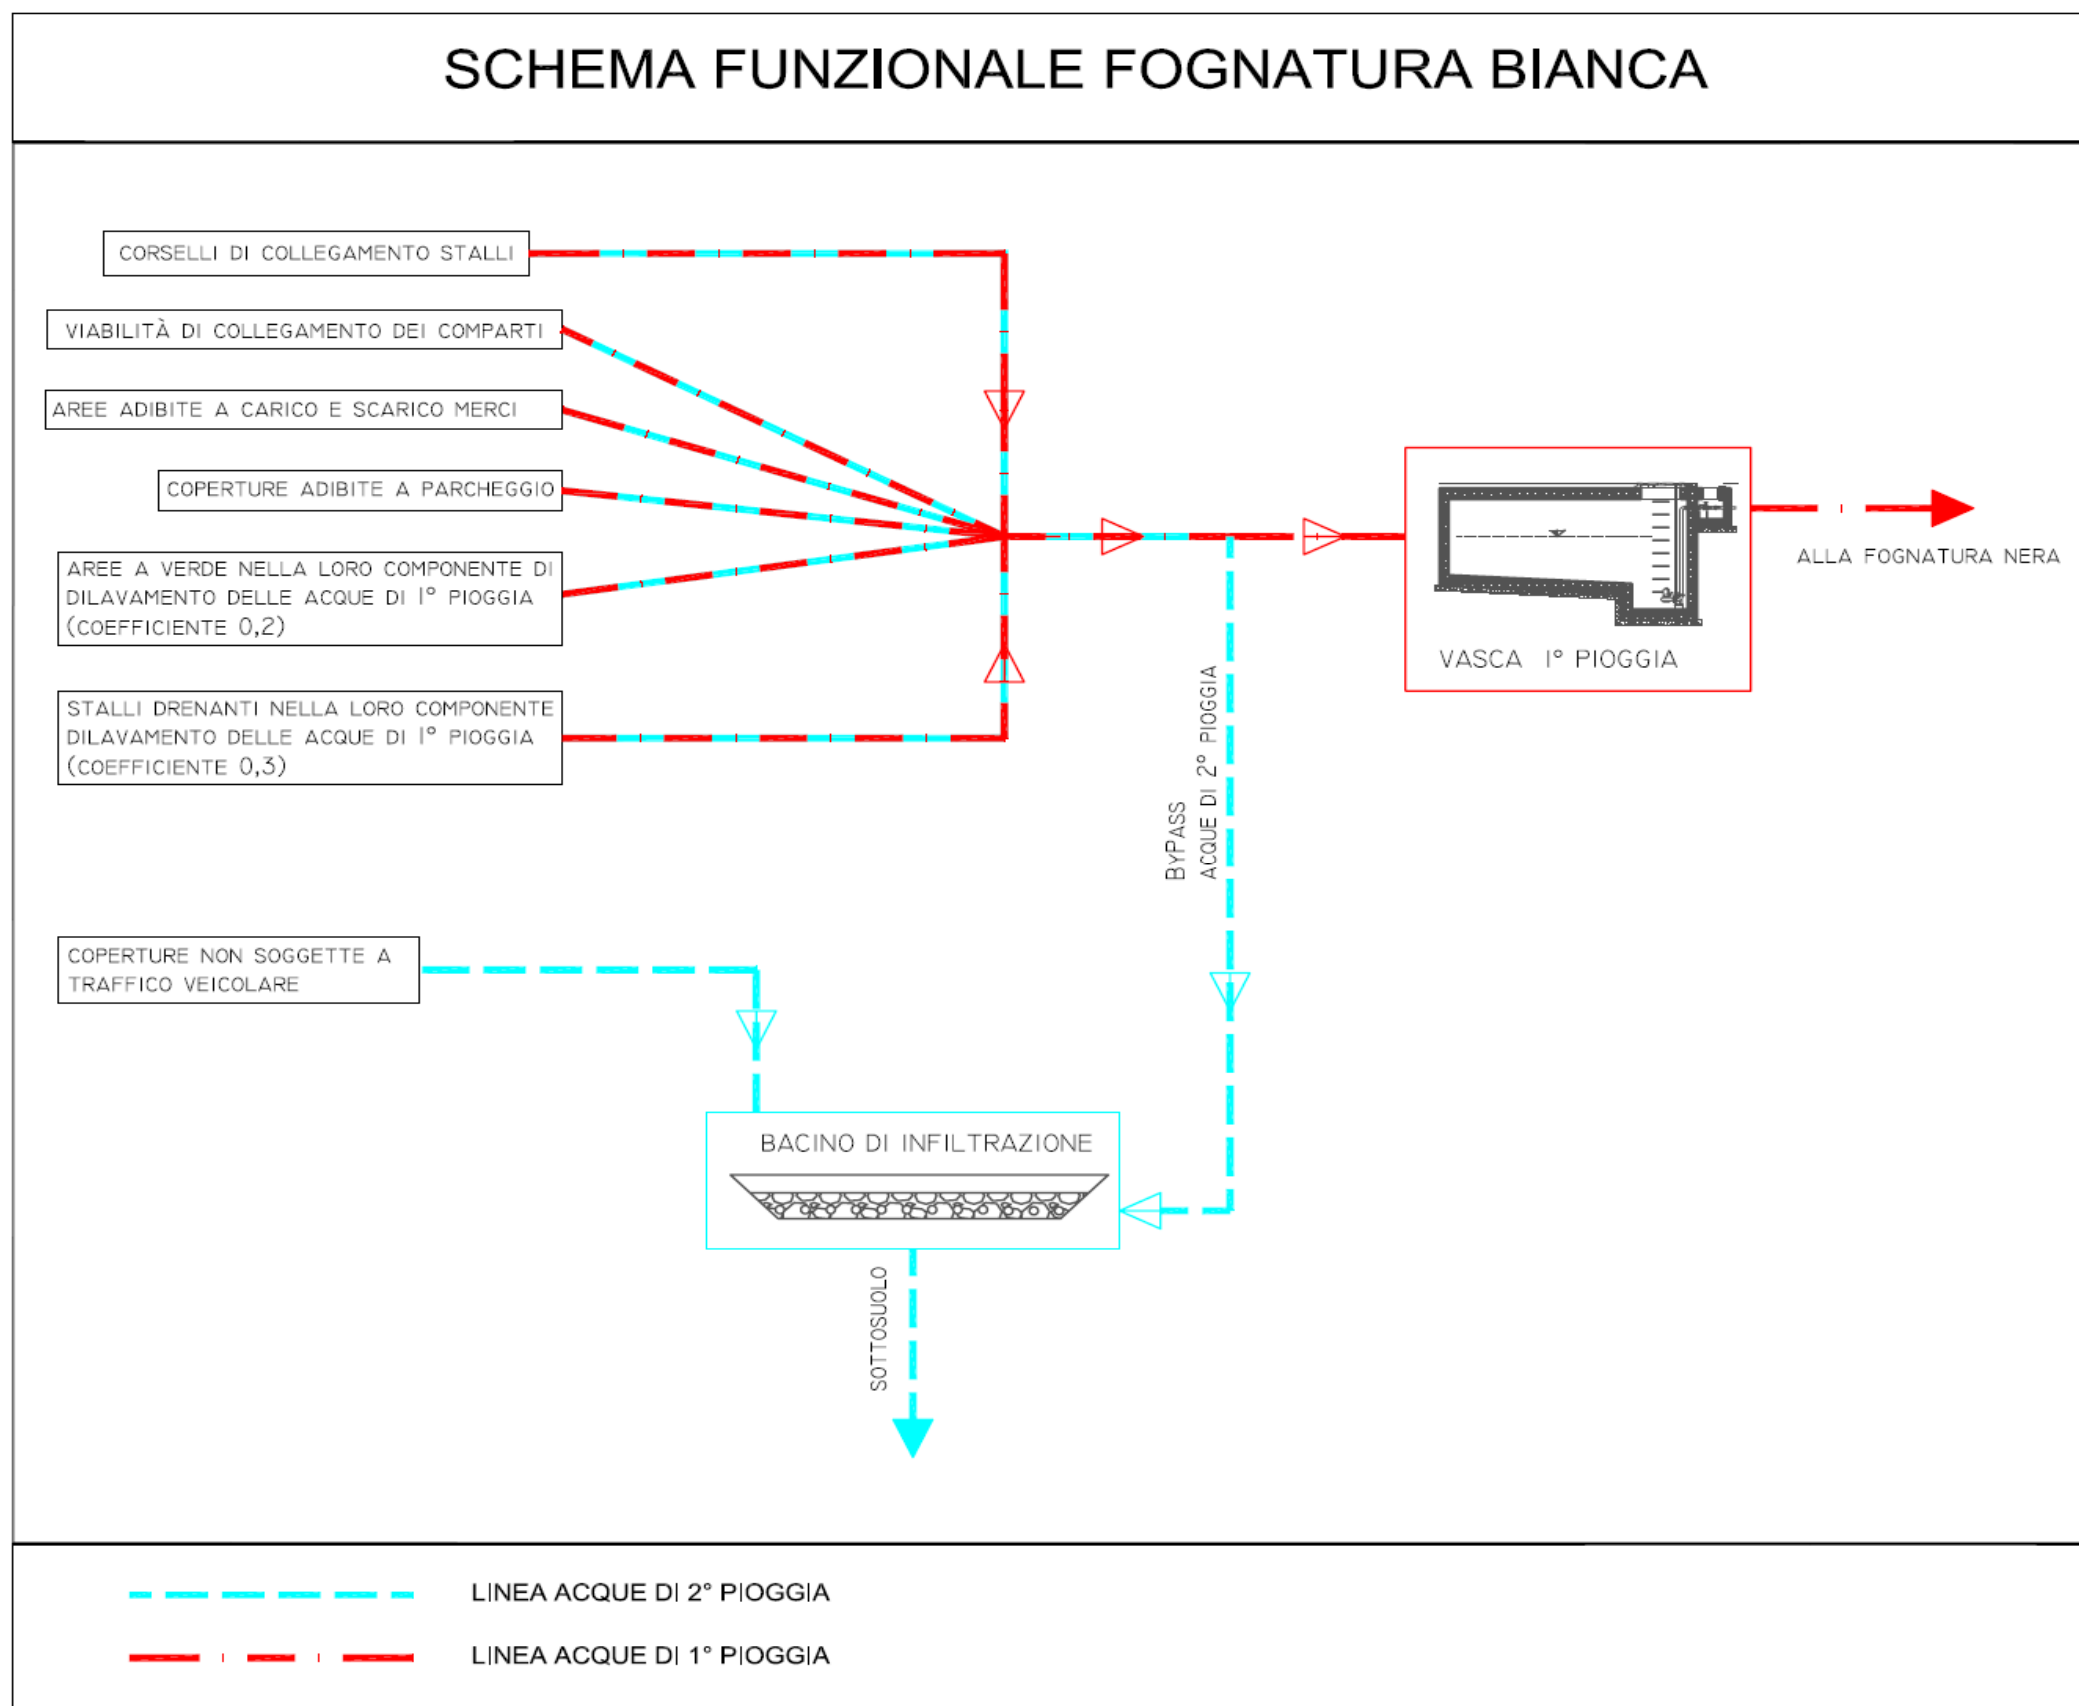 SCHEMA FUNZIONALE FOGNATURA BIANCA
CORSELLI DI COLLEGAMENTO STALLI
VIABILITÀ DI COLLEGAMENTO DEI COMPARTI
AREE ADIBITE A CARICO E SCARICO MERCI
COPERTURE ADIBITE A PARCHEGGIO
AREE A VERDE NELLA LORO COMPONENTE DI
DILAVAMENTO DELLE ACQUE DI I° PIOGGIA
(COEFFICIENTE 0,2)
STALLI DRENANTI NELLA LORO COMPONENTE
DILAVAMENTO DELLE ACQUE DI I° PIOGGIA
(COEFFICIENTE 0,3)
VASCA I° PIOGGIA
ALLA FOGNATURA NERA
BYPASS
ACQUE DI 2° PIOGGIA
COPERTURE NON SOGGETTE A
TRAFFICO VEICOLARE
BACINO DI INFILTRAZIONE
SOTTOSUOLO
LINEA ACQUE DI 2° PIOGGIA
LINEA ACQUE DI 1° PIOGGIA